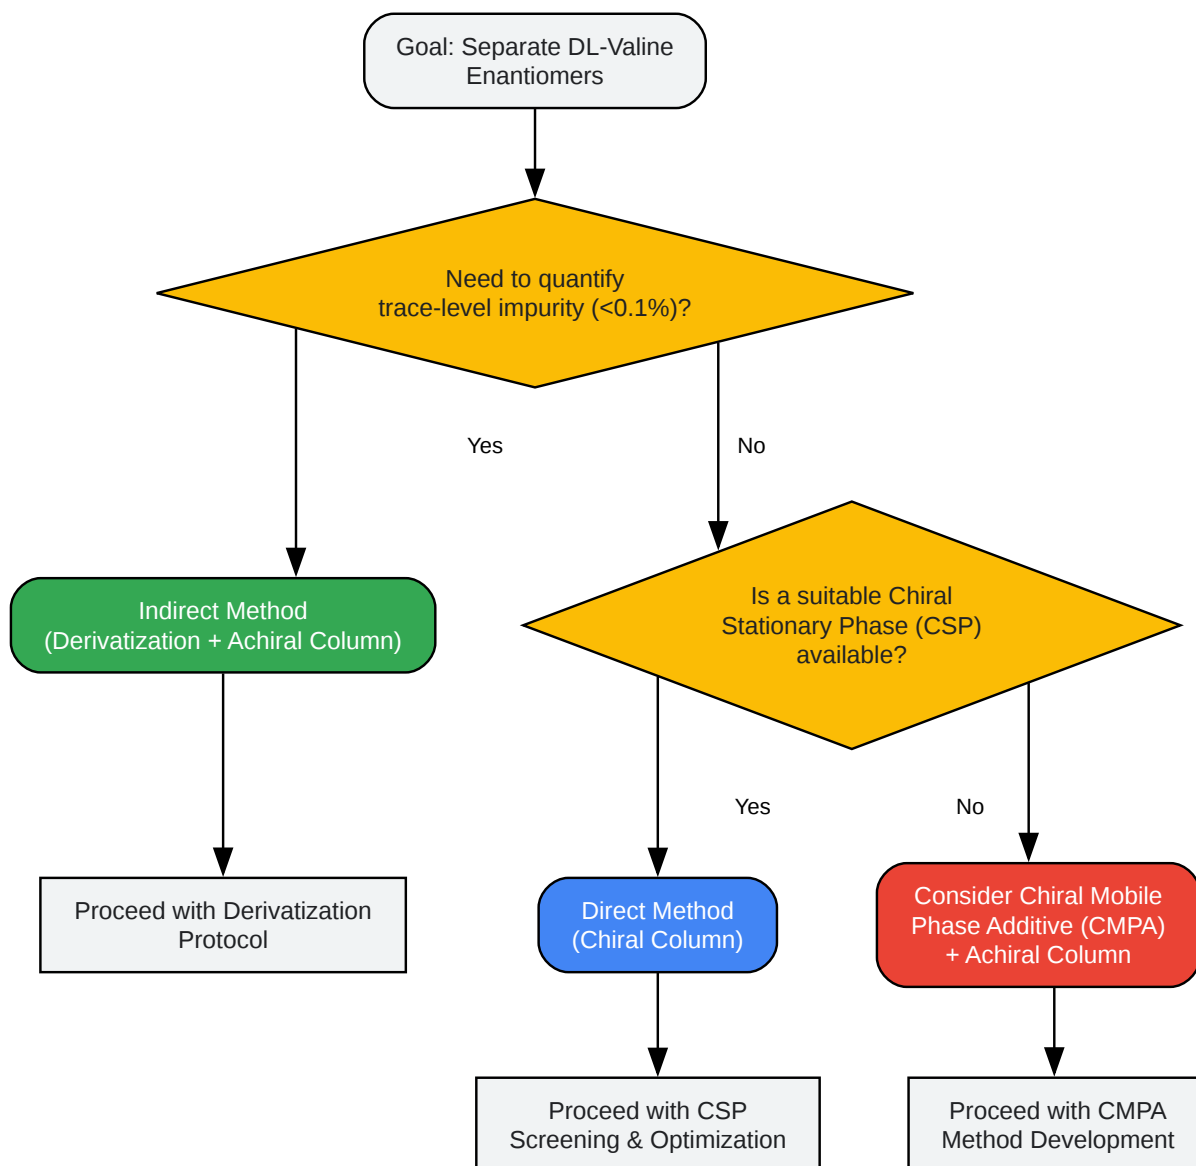 Goal: Separate DL-Valine
Enantiomers
Need to quantify
trace-level impurity (<0.1%)?
Yes
No
Indirect Method
(Derivatization + Achiral Column)
Is a suitable Chiral
Stationary Phase (CSP)
available?
Yes
No
Proceed with Derivatization
Protocol
Direct Method
(Chiral Column)
Consider Chiral Mobile
Phase Additive (CMPA)
+ Achiral Column
Proceed with CSP
Screening & Optimization
Proceed with CMPA
Method Development